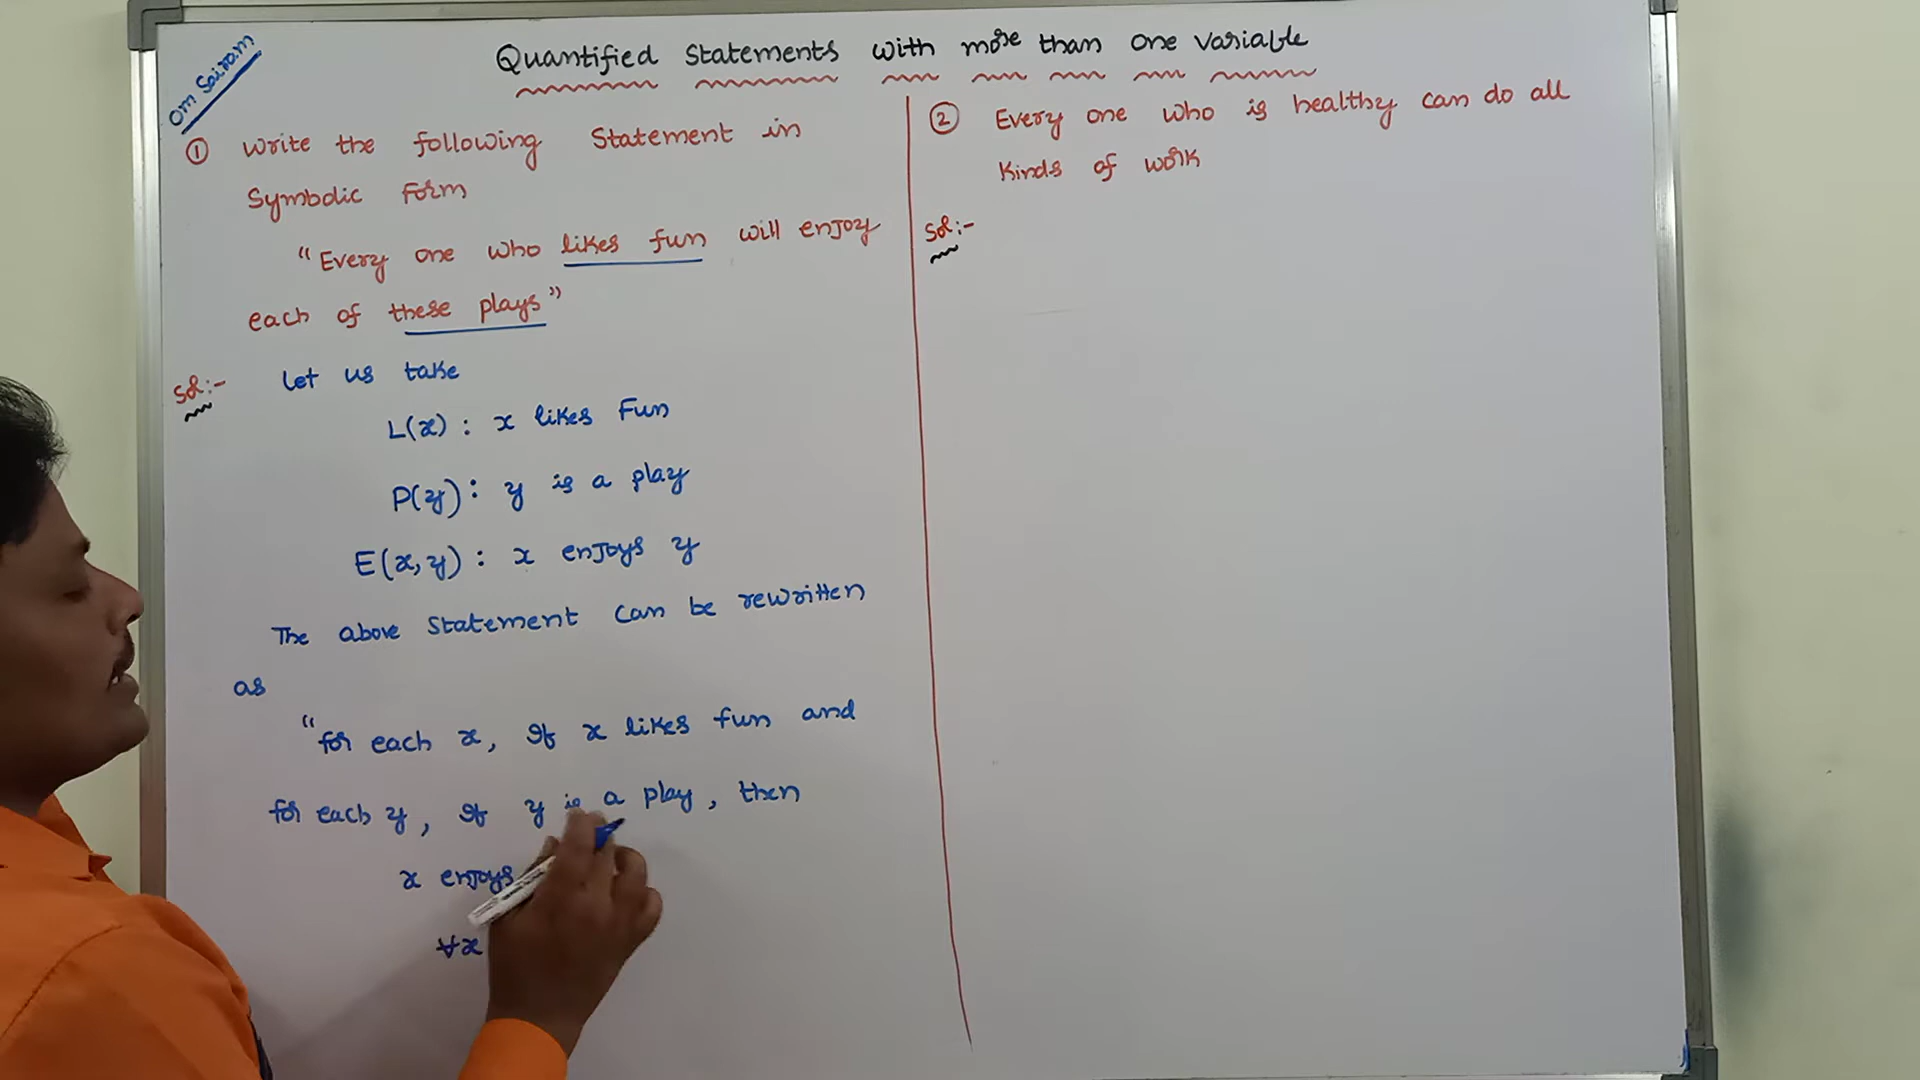 Om Sairam
Quantified Statements with more than one variable
① Write the following Statement in
Symbolic Form
“Every one who likes fun will enjoy
each of these plays”
Sol:- Let us take
L(x) : x likes Fun
P(y) : y is a play
E(x,y) : x enjoys y
The above Statement can be rewritten
as
“for each x, if x likes fun and
for each y, if y is a play, then
x enjoys
∀x
② Every one who is healthy can do all
Kinds of work
Sol:-